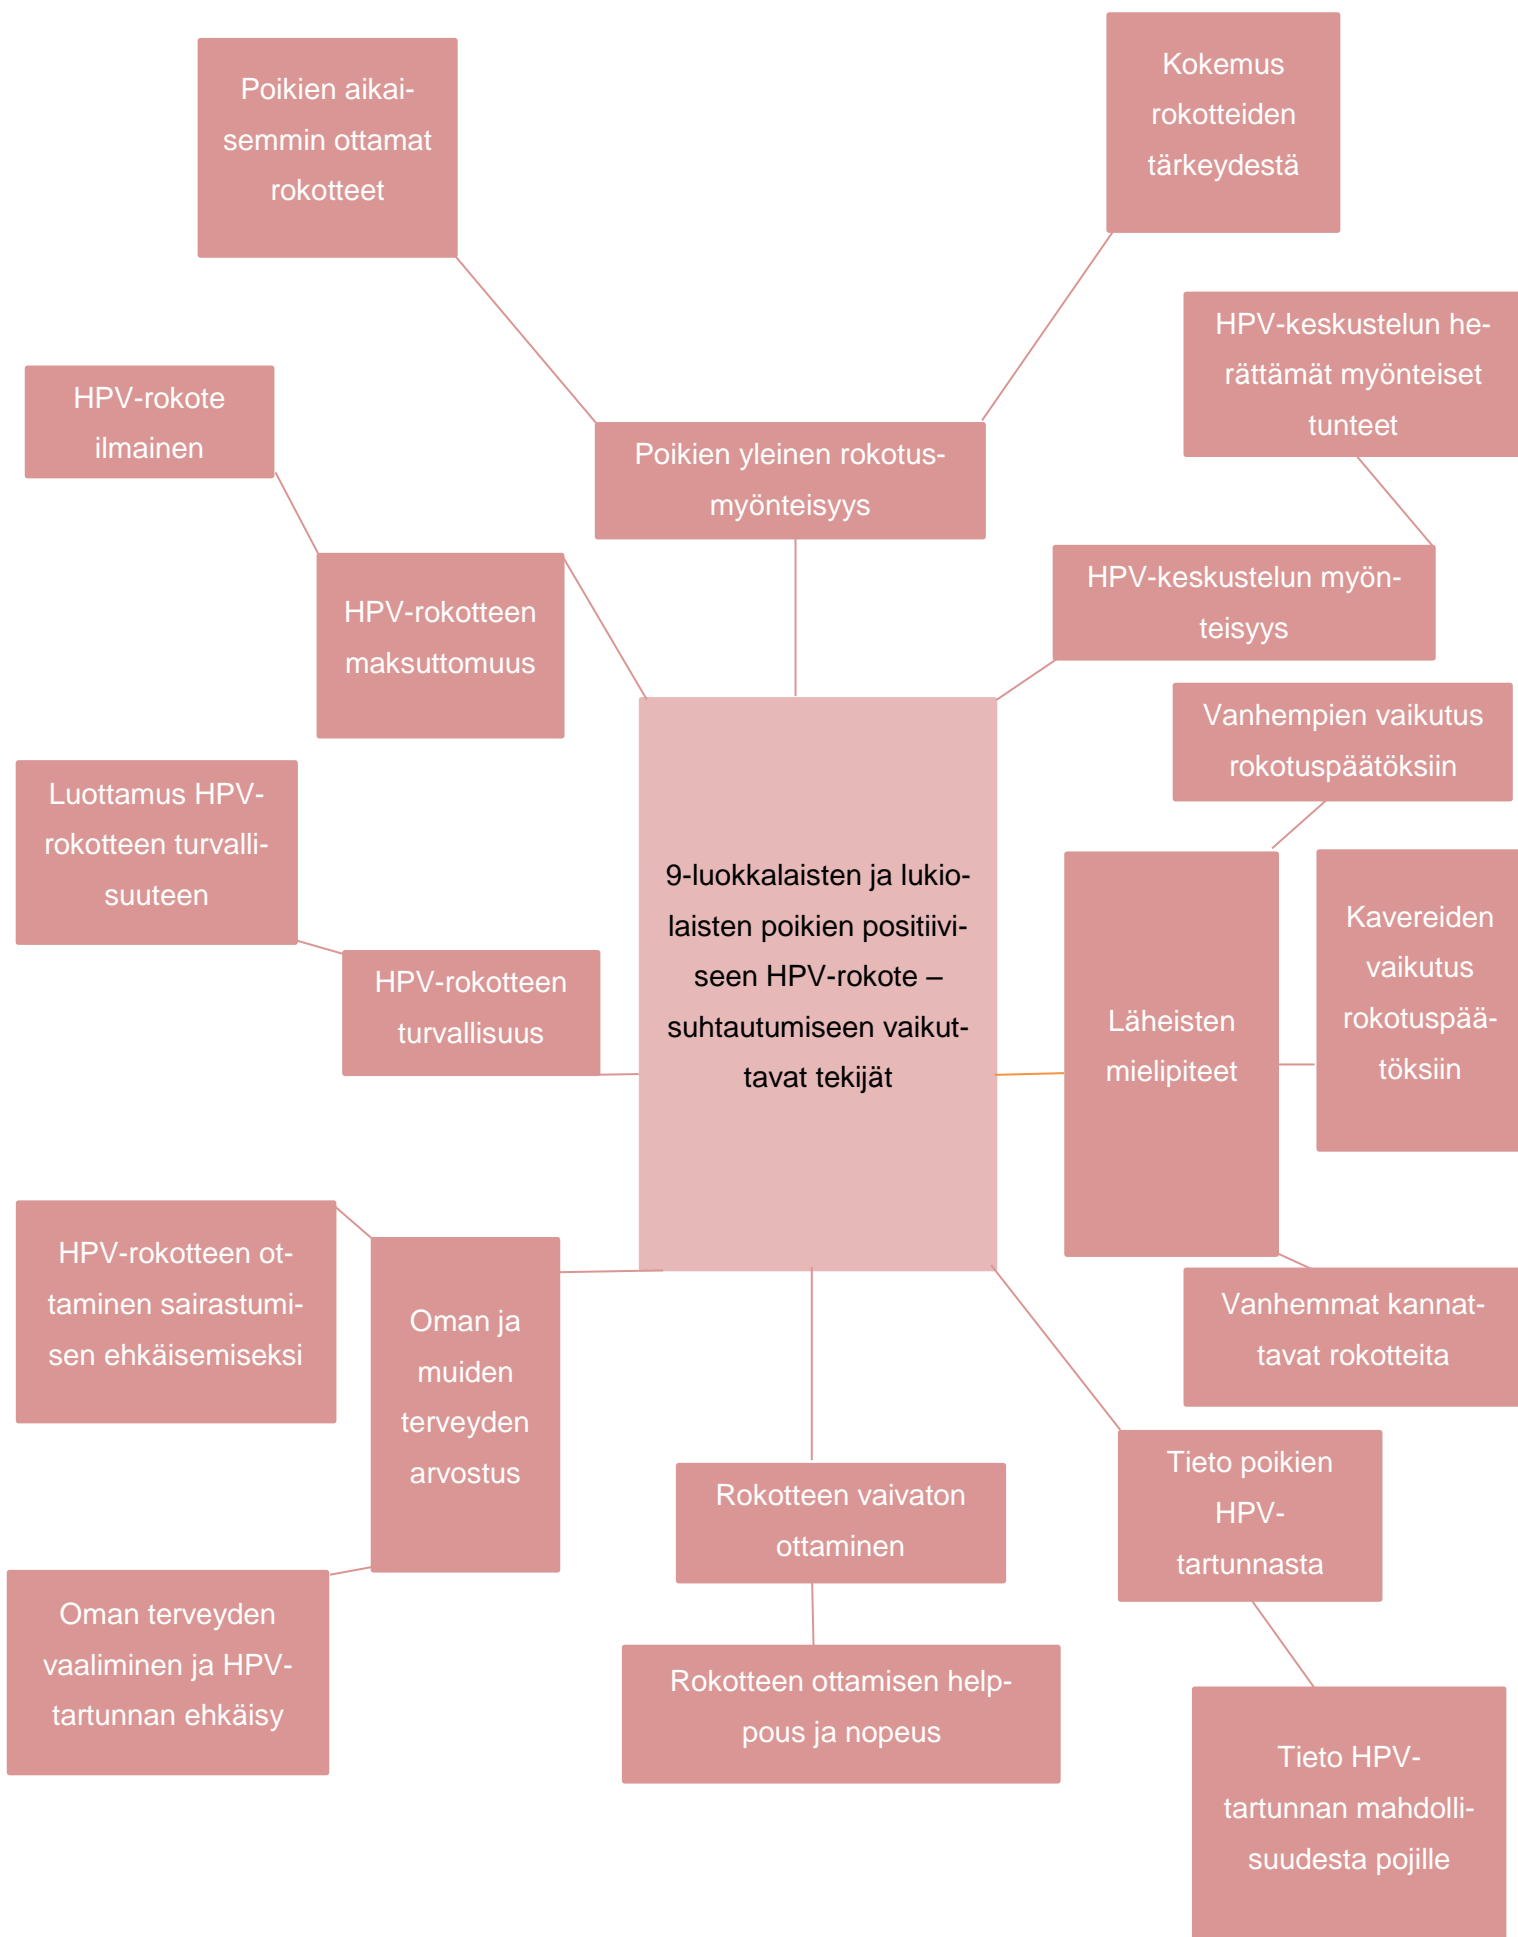 Poikien aikai-
semmin ottamat
rokotteet
Kokemus
rokotteiden
tärkeydestä
HPV-keskustelun he-
rättämät myönteiset
tunteet
HPV-rokote
ilmainen
Poikien yleinen rokotus-
myönteisyys
HPV-keskustelun myön-
teisyys
HPV-rokotteen
maksuttomuus
Vanhempien vaikutus
rokotuspäätöksiin
Luottamus HPV-
rokotteen turvalli-
suuteen
9-luokkalaisten ja lukio-
laisten poikien positiivi-
seen HPV-rokote –
suhtautumiseen vaikut-
tavat tekijät
Kavereiden
vaikutus
rokotuspää-
töksiin
HPV-rokotteen
turvallisuus
Läheisten
mielipiteet
HPV-rokotteen ot-
taminen sairastumi-
sen ehkäisemiseksi
Oman ja
muiden
terveyden
arvostus
Vanhemmat kannat-
tavat rokotteita
Rokotteen vaivaton
ottaminen
Tieto poikien
HPV-
tartunnasta
Oman terveyden
vaaliminen ja HPV-
tartunnan ehkäisy
Rokotteen ottamisen help-
pous ja nopeus
Tieto HPV-
tartunnan mahdolli-
suudesta pojille